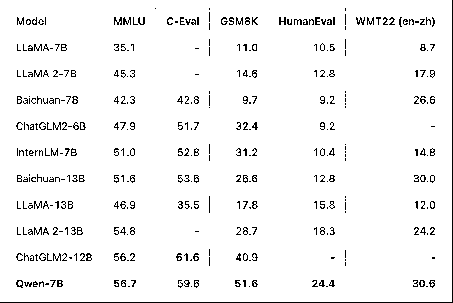 Model MMLU C-Eval GSM8K HumanEval WMT22 (en-zh)
LLaMA-7B 35.1 - 11.0 10.5 8.7
LLaMA 2-7B 45.3 - 14.6 12.8 17.9
Baichuan-7B 42.3 42.8 9.7 9.2 26.6
ChatGLM2-6B 47.9 51.7 32.4 9.2 -
InternLM-7B 51.0 52.8 31.2 10.4 14.8
Baichuan-13B 51.6 53.6 26.6 12.8 30.0
LLaMA-13B 46.9 35.5 17.8 15.8 12.0
LLaMA 2-13B 54.8 - 28.7 18.3 24.2
ChatGLM2-12B 56.2 61.6 40.9 - -
Qwen-7B 56.7 59.6 51.6 24.4 30.6